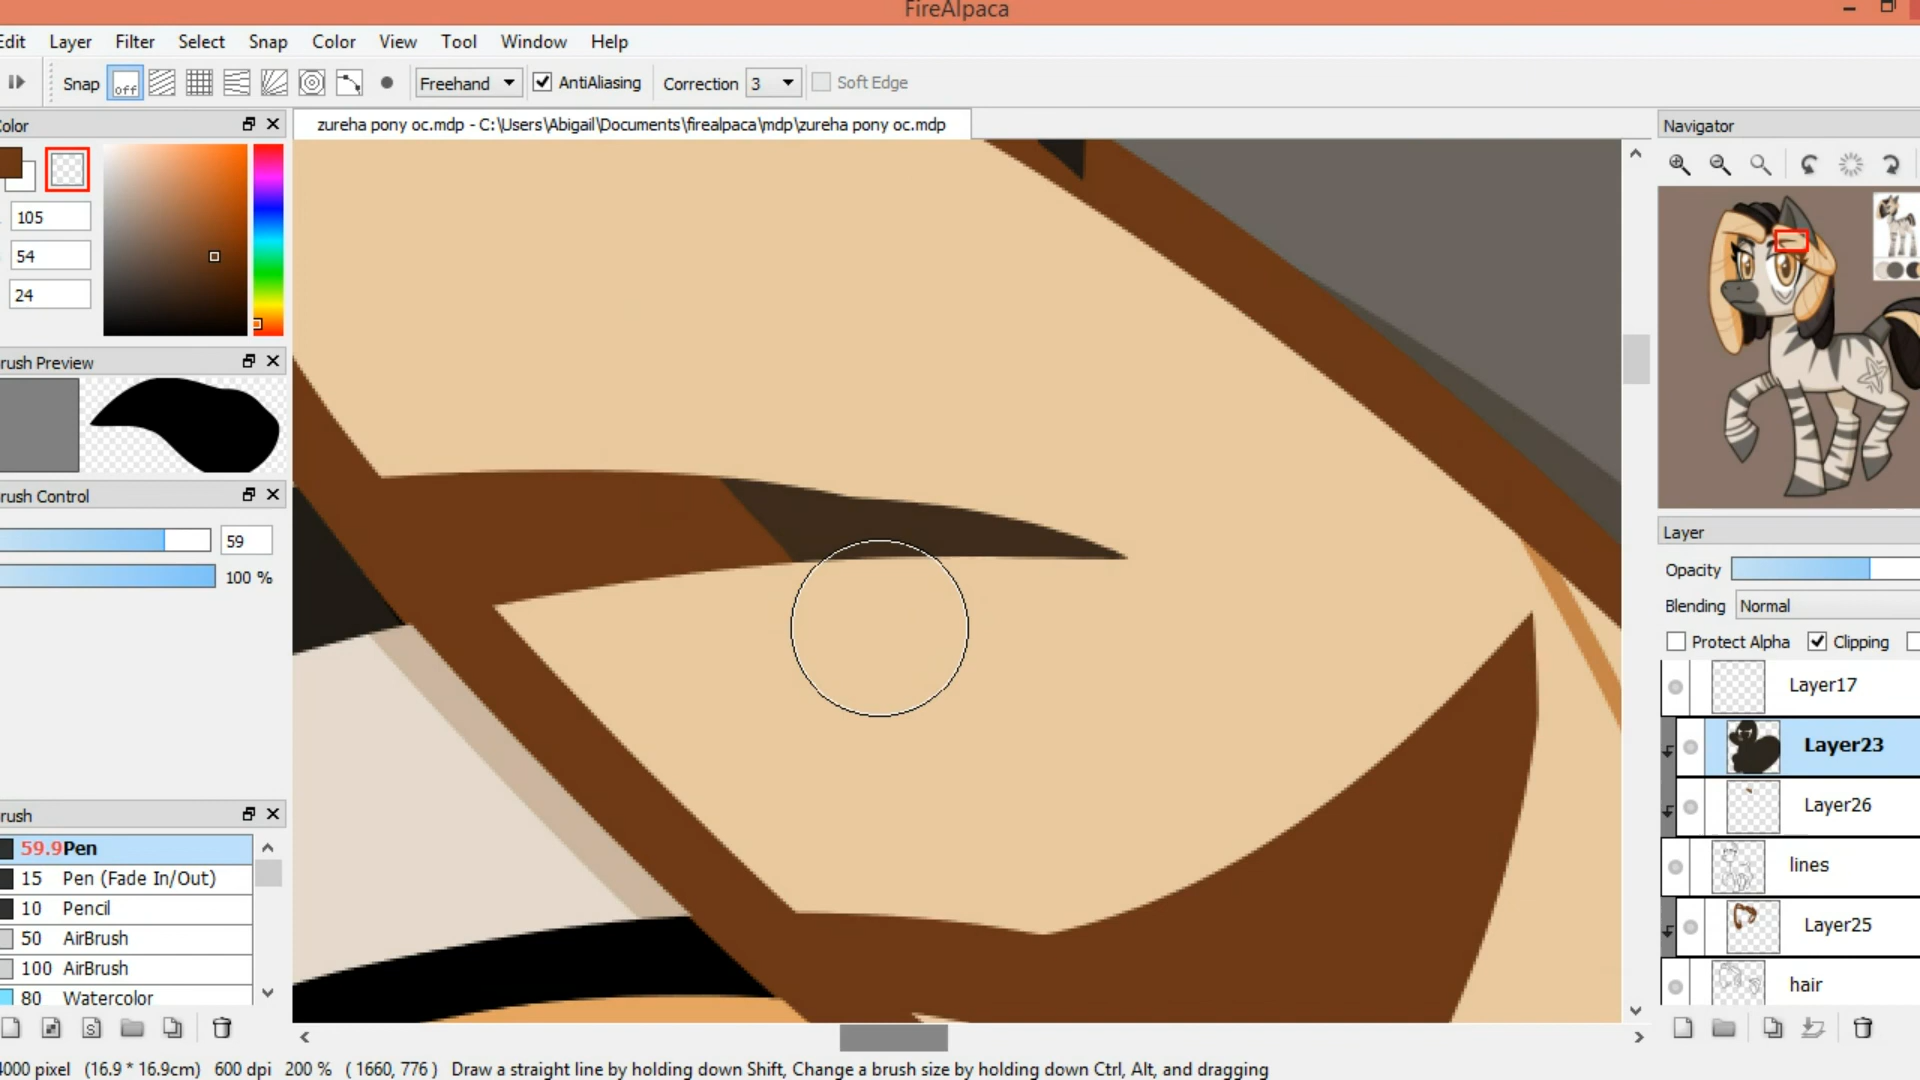 FireAlpaca
Edit Layer Filter Select Snap Color View Tool Window Help
Snap off Freehand AntiAliasing Correction 3 Soft Edge
olor
zureha pony oc.mdp - C:\Users\Abigail\Documents\firealpaca\mdp\zureha pony oc.mdp
Navigator
105
54
24
rush Preview
rush Control
59
100 %
Layer
Opacity
Blending Normal
Protect Alpha Clipping
Layer17
Layer23
Layer26
lines
Layer25
hair
rush
59.9 Pen
15 Pen (Fade In/Out)
10 Pencil
50 AirBrush
100 AirBrush
80 Watercolor
4000 pixel (16.9 * 16.9cm) 600 dpi 200 % ( 1660, 776 ) Draw a straight line by holding down Shift, Change a brush size by holding down Ctrl, Alt, and dragging